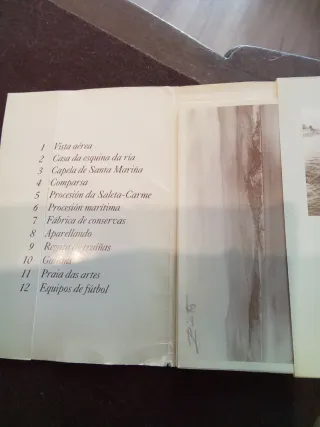 1 Vista aérea
2 Casa da esquina da ría
3 Capela de Santa Mariña
4 Comparsa
5 Procesión da Saleta-Carme
6 Procesión marítima
7 Fábrica de conservas
8 Aparellando
9
10
11 Praia das artes
12 Equipos de fútbol